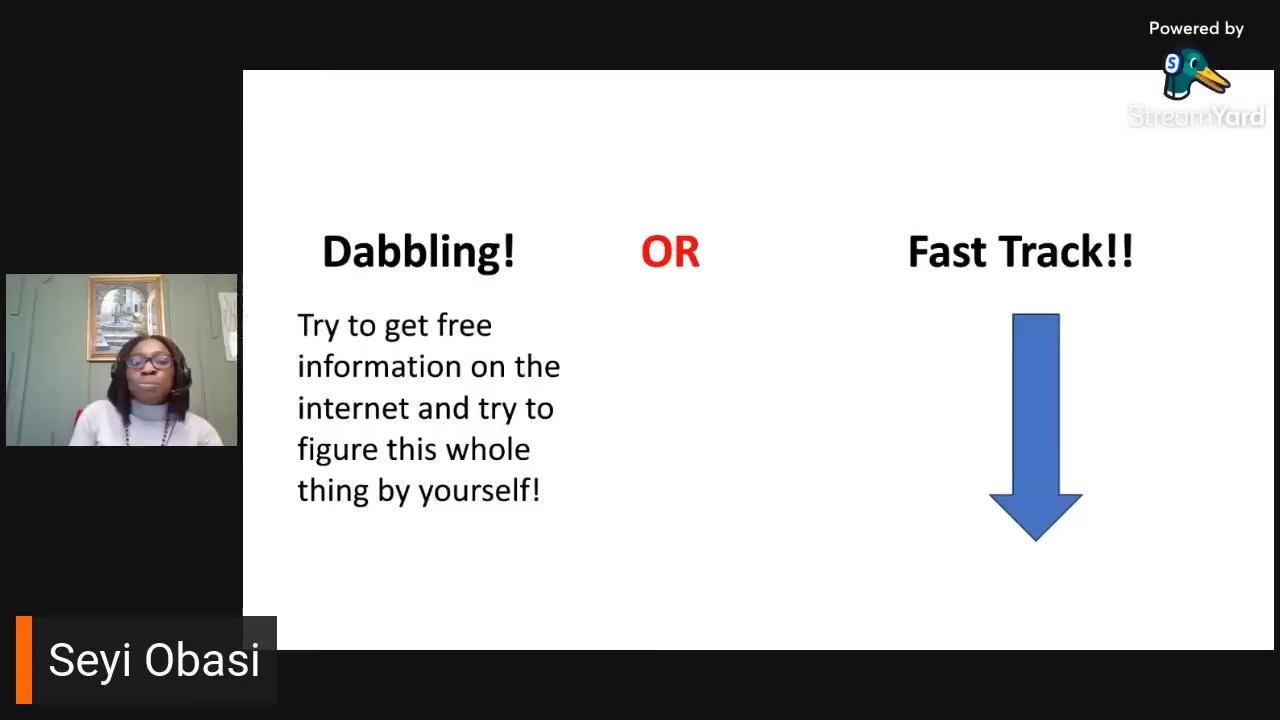 Powered by
S
StreamYard
Dabbling!
OR
Fast Track!!
Try to get free
information on the
internet and try to
figure this whole
thing by yourself!
Seyi Obasi